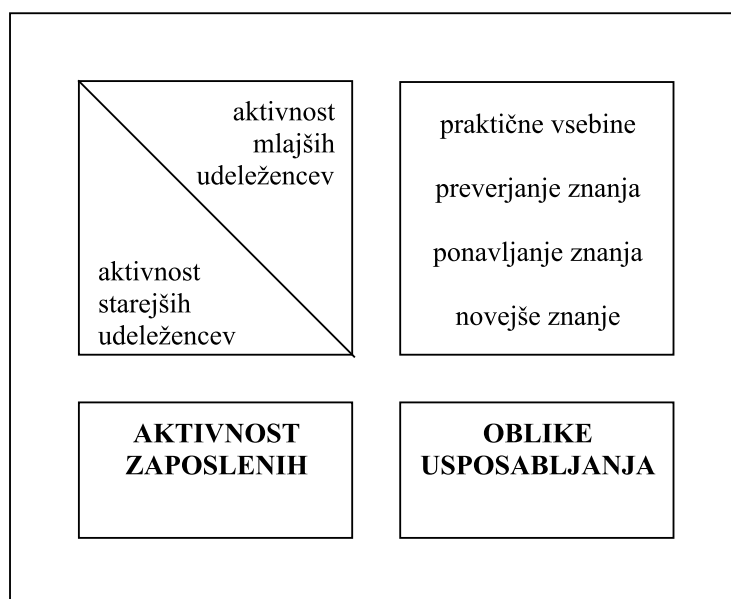 aktivnost
mlajših
udeležencev
aktivnost
starejših
udeležencev
praktične vsebine
preverjanje znanja
ponavljanje znanja
novejše znanje
AKTIVNOST
ZAPOSLENIH
OBLIKE
USPOSABLJANJA